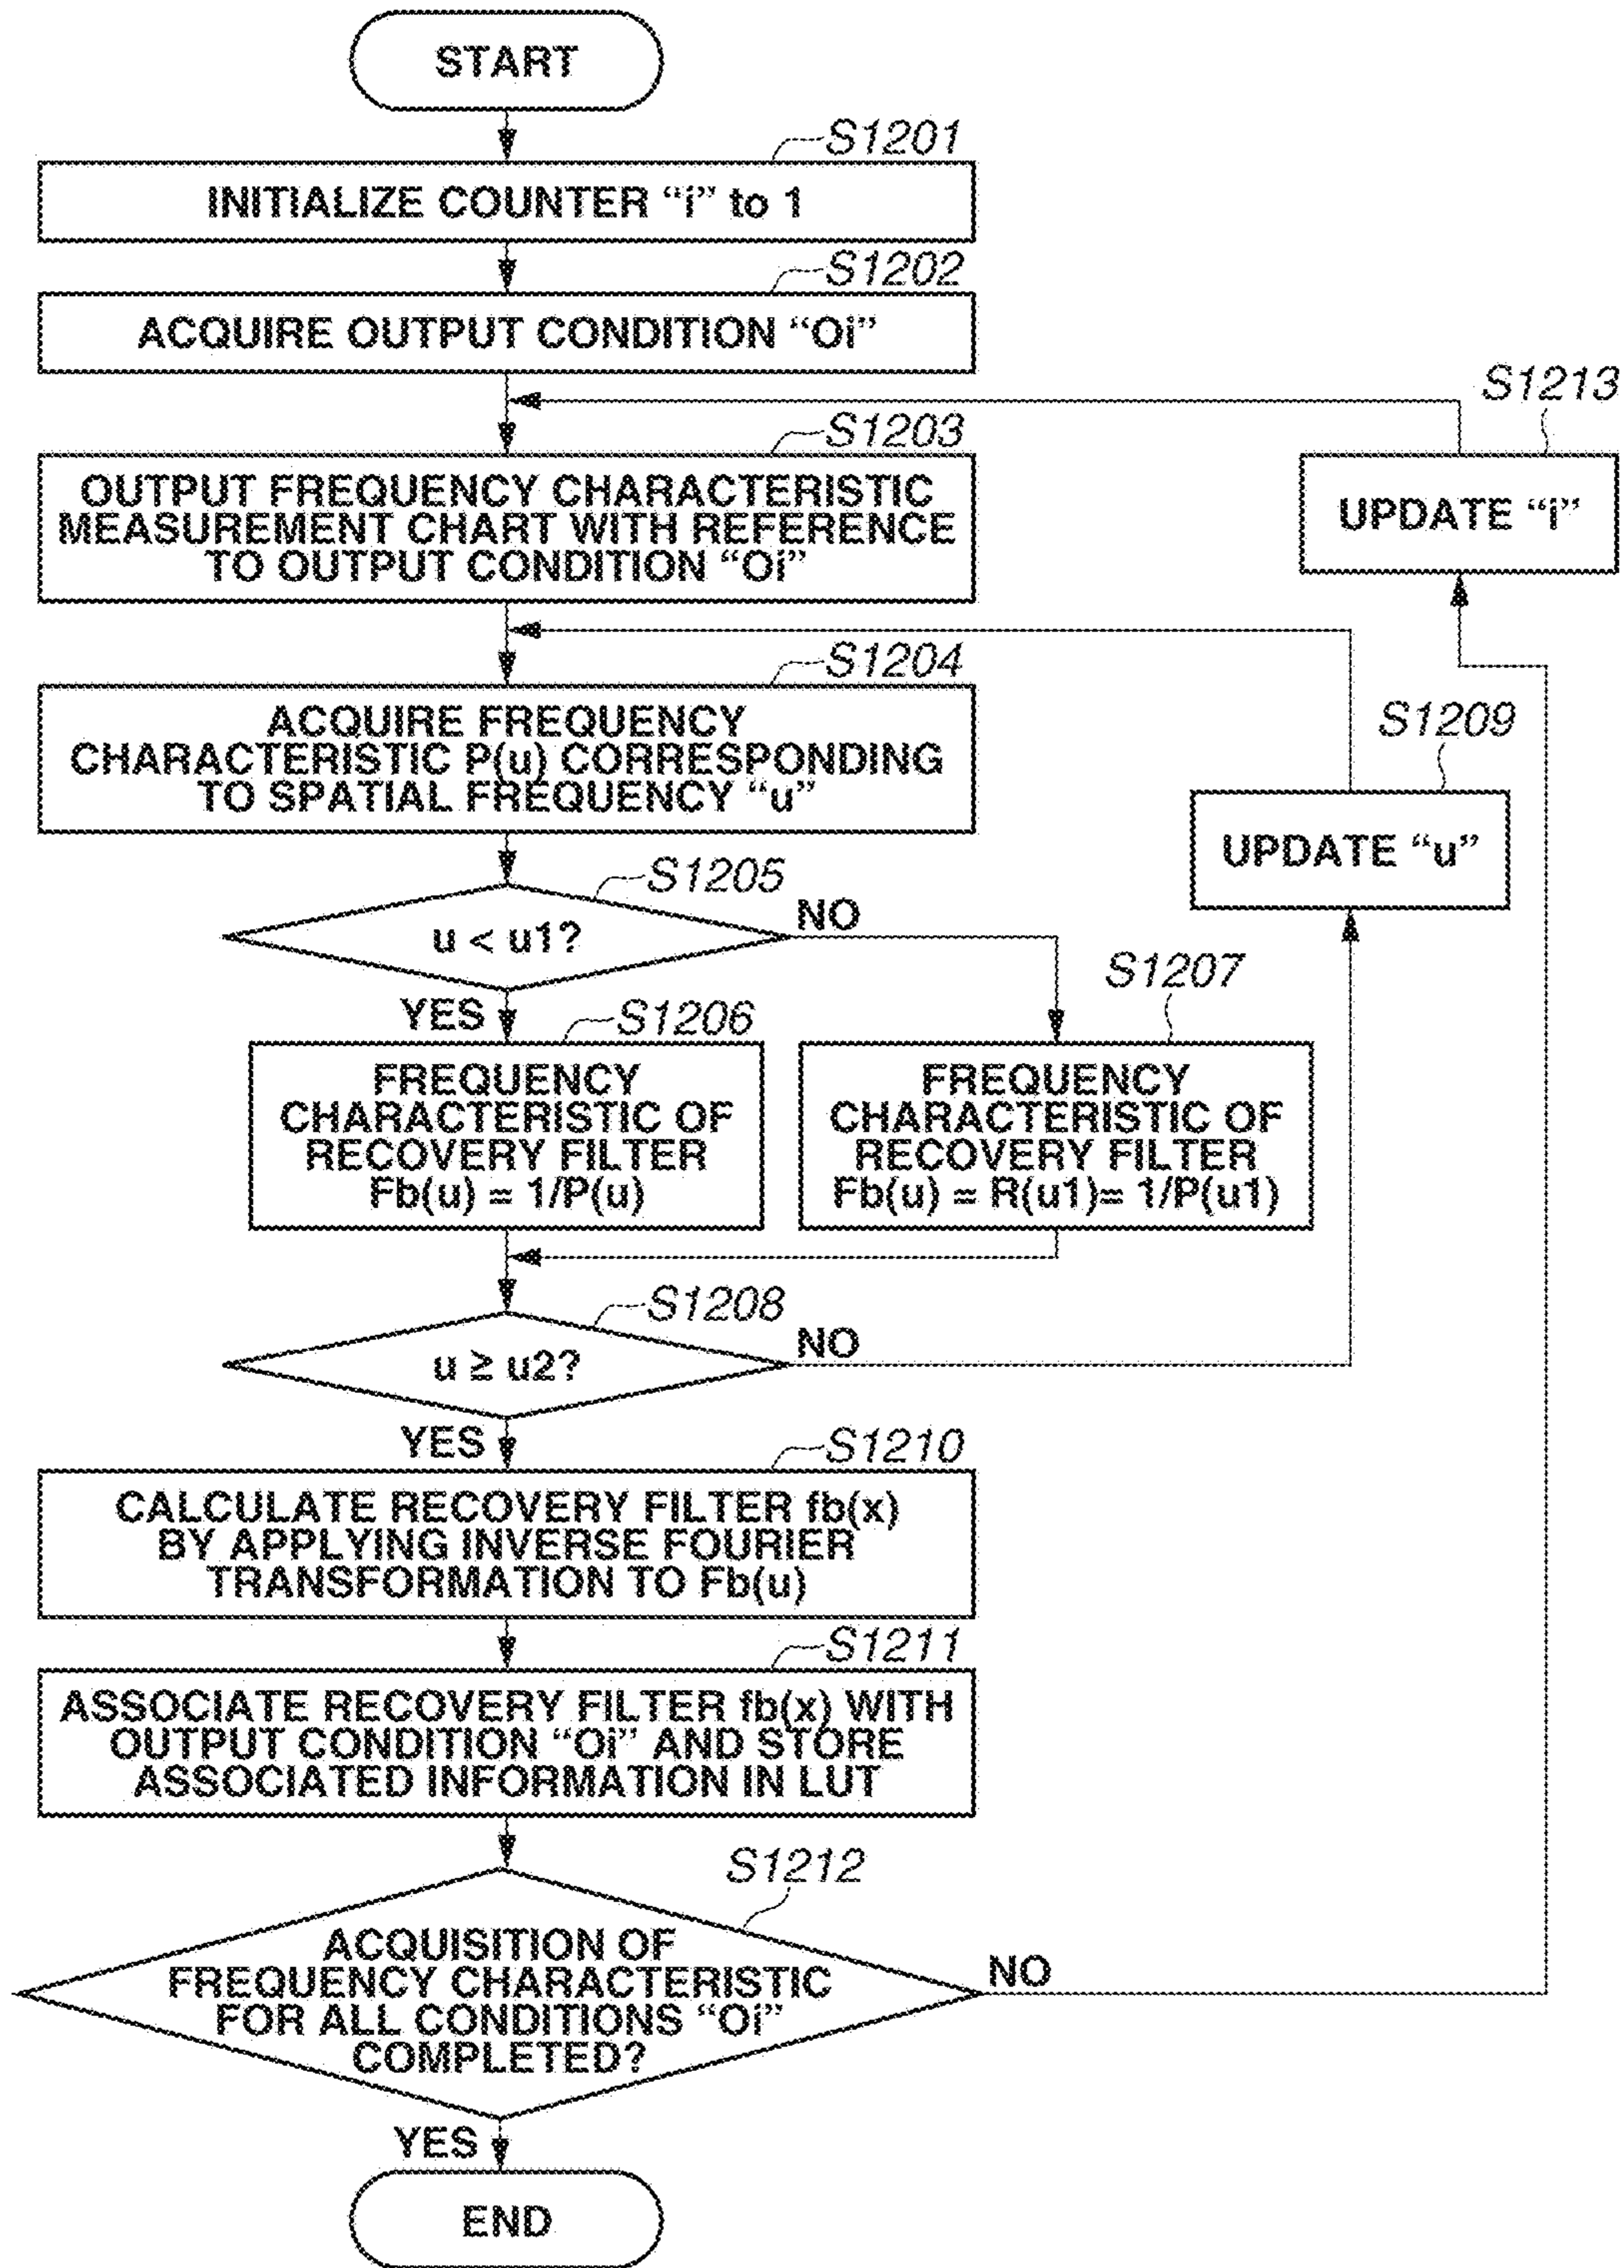 START
S1201
INITIALIZE COUNTER “i” to 1
S1202
ACQUIRE OUTPUT CONDITION “Oi”
S1213
UPDATE “i”
S1203
OUTPUT FREQUENCY CHARACTERISTIC
MEASUREMENT CHART WITH REFERENCE
TO OUTPUT CONDITION “Oi”
S1204
ACQUIRE FREQUENCY
CHARACTERISTIC P(u) CORRESPONDING
TO SPATIAL FREQUENCY “u”
S1209
UPDATE “u”
S1205
u < u1?
NO
YES
S1206
FREQUENCY
CHARACTERISTIC OF
RECOVERY FILTER
Fb(u) = 1/P(u)
S1207
FREQUENCY
CHARACTERISTIC OF
RECOVERY FILTER
Fb(u) = R(u1)= 1/P(u1)
S1208
u ≥ u2?
NO
YES
S1210
CALCULATE RECOVERY FILTER fb(x)
BY APPLYING INVERSE FOURIER
TRANSFORMATION TO Fb(u)
S1211
ASSOCIATE RECOVERY FILTER fb(x) WITH
OUTPUT CONDITION “Oi” AND STORE
ASSOCIATED INFORMATION IN LUT
S1212
ACQUISITION OF
FREQUENCY CHARACTERISTIC
FOR ALL CONDITIONS “Oi”
COMPLETED?
NO
YES
END